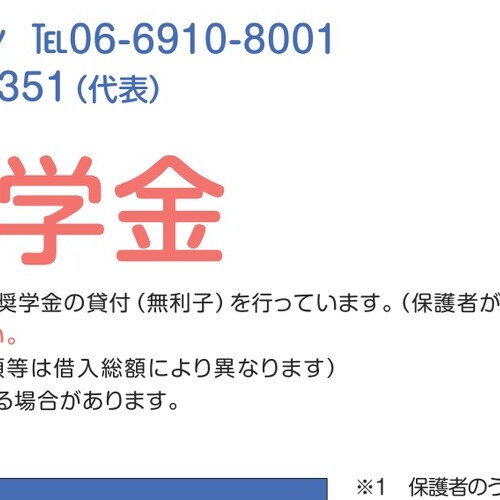 ℡06-6910-8001
351（代表）
学金
奨学金の貸付（無利子）を行っています。（保護者が
い。
額等は借入総額により異なります）
る場合があります。
※1　保護者のう